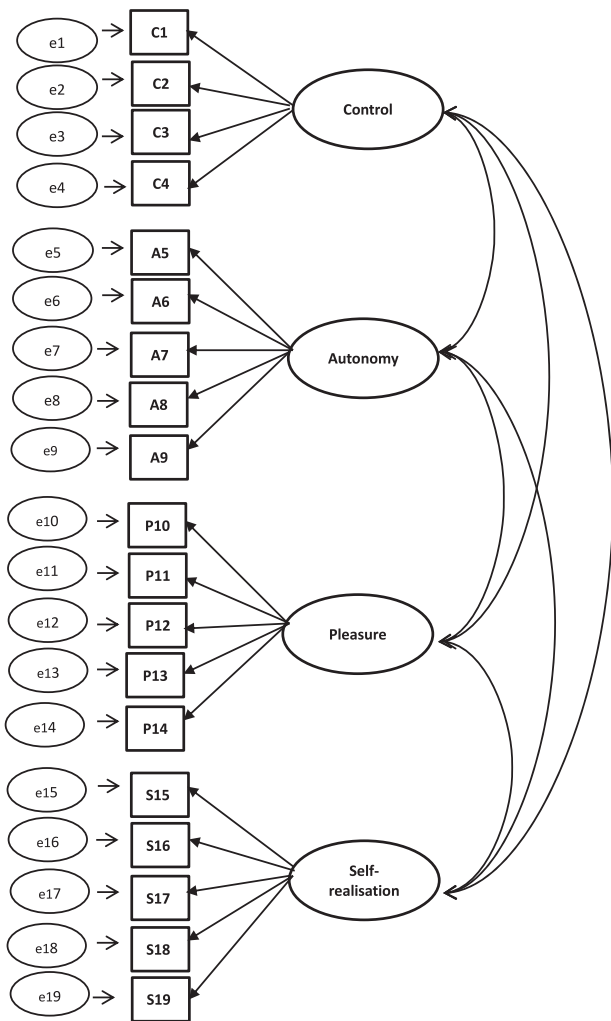 e1 C1
e2 C2
e3 C3
e4 C4
Control
e5 A5
e6 A6
e7 A7
e8 A8
e9 A9
Autonomy
e10 P10
e11 P11
e12 P12
e13 P13
e14 P14
Pleasure
e15 S15
e16 S16
e17 S17
e18 S18
e19 S19
Self-
realisation